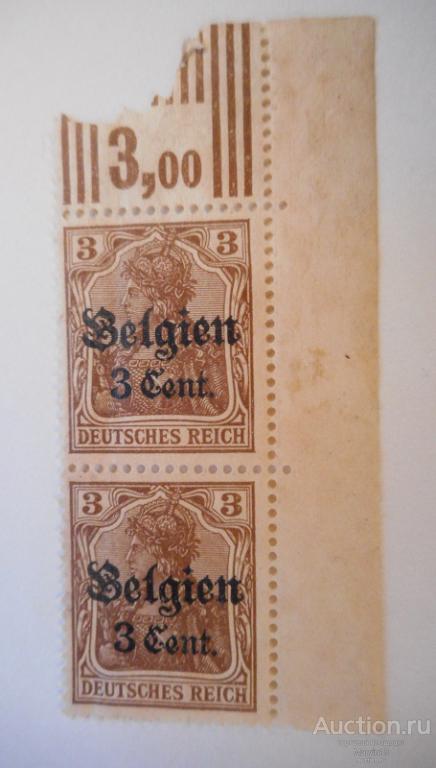 3,00
3 3
Belgien
3 Cent.
DEUTSCHES REICH
3 3
Belgien
3 Cent.
DEUTSCHES REICH
Auction.ru